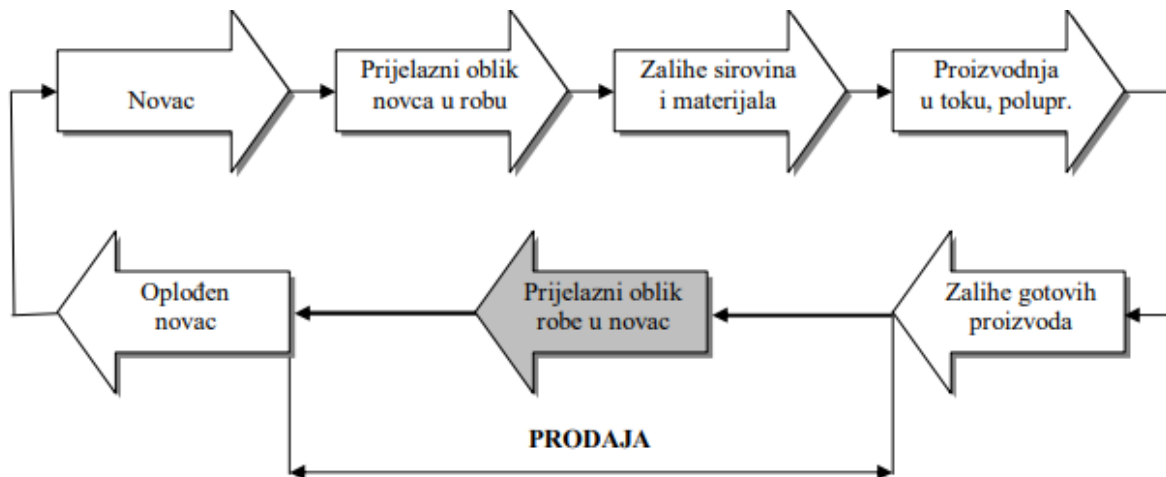 Novac
Prijelazni oblik
novca u robu
Zalihe sirovina
i materijala
Proizvodnja
u toku, polupr.
Oplođen
novac
Prijelazni oblik
robe u novac
Zalihe gotovih
proizvoda
PRODAJA